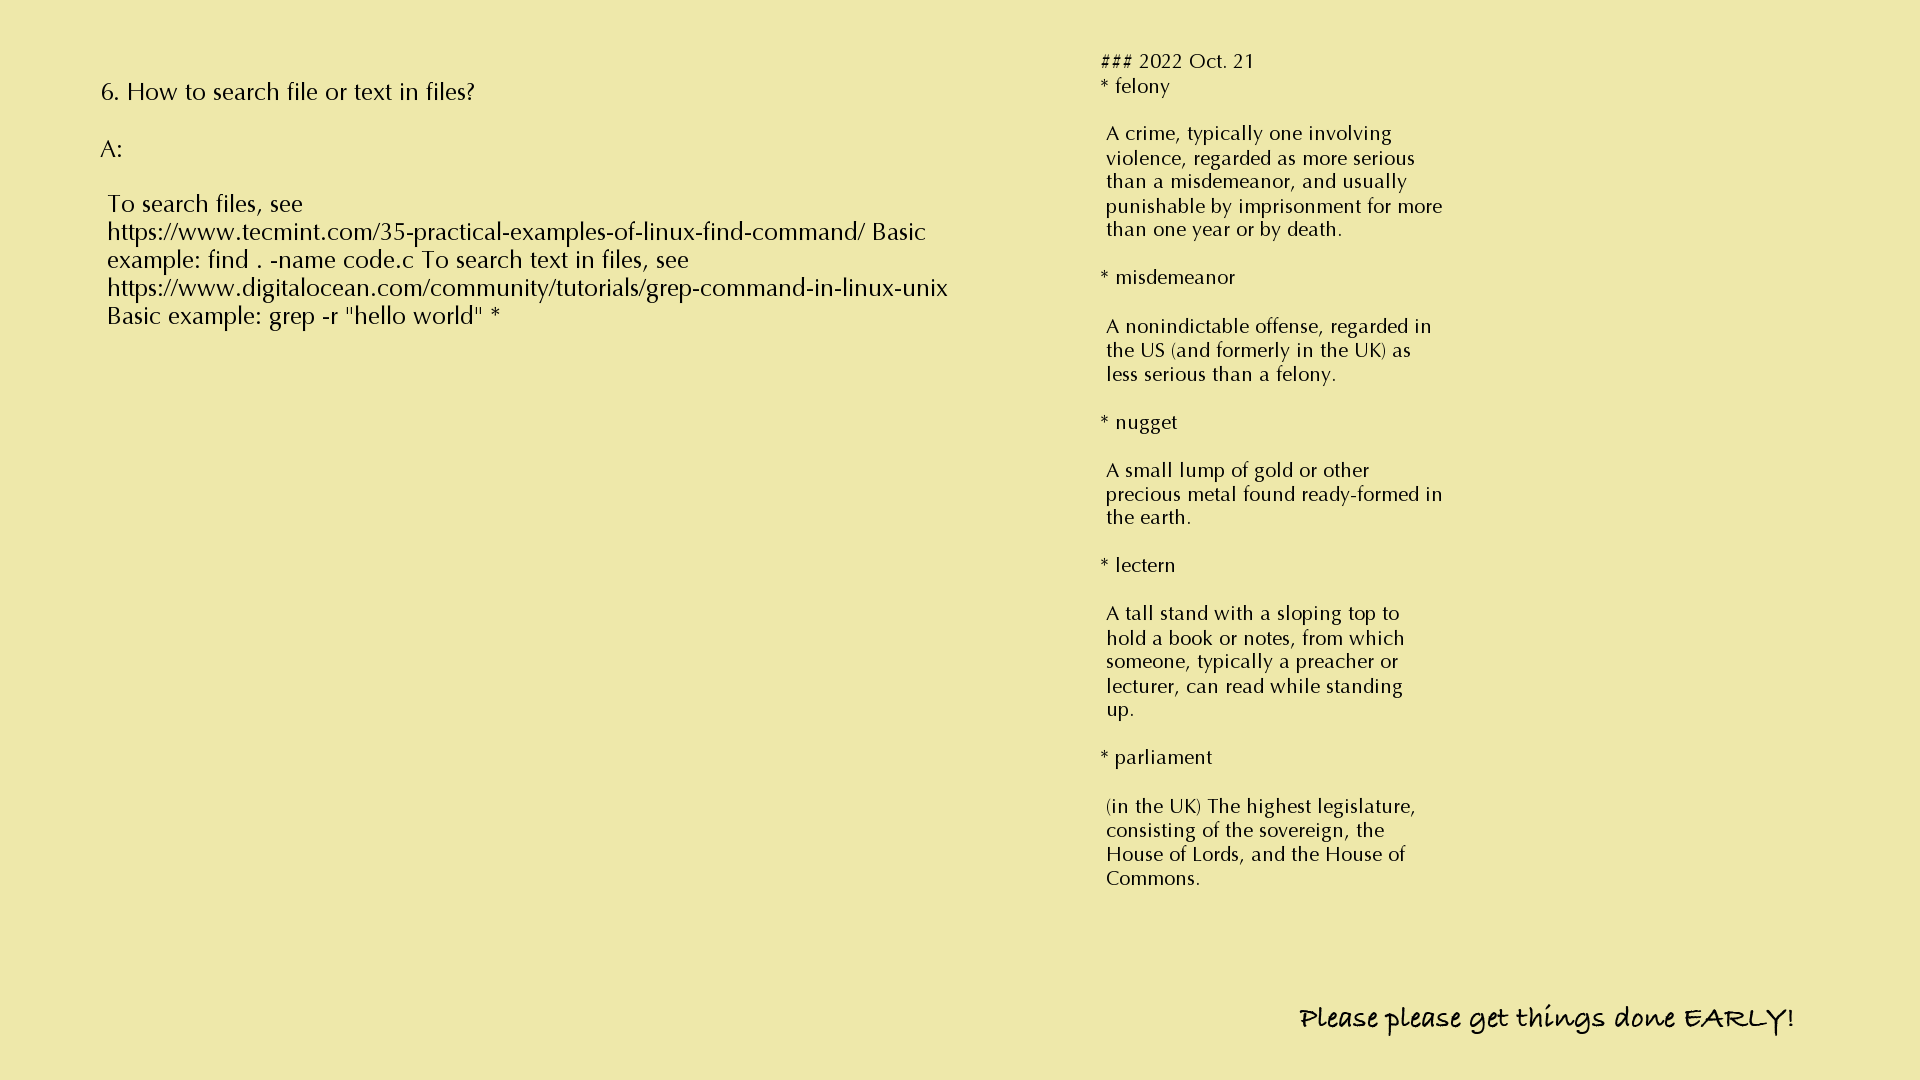 6. How to search file or text in files?
A:
To search files, see
https://www.tecmint.com/35-practical-examples-of-linux-find-command/ Basic
example: find . -name code.c To search text in files, see
https://www.digitalocean.com/community/tutorials/grep-command-in-linux-unix
Basic example: grep -r "hello world" *
### 2022 Oct. 21
* felony
A crime, typically one involving
violence, regarded as more serious
than a misdemeanor, and usually
punishable by imprisonment for more
than one year or by death.
* misdemeanor
A nonindictable offense, regarded in
the US (and formerly in the UK) as
less serious than a felony.
* nugget
A small lump of gold or other
precious metal found ready-formed in
the earth.
* lectern
A tall stand with a sloping top to
hold a book or notes, from which
someone, typically a preacher or
lecturer, can read while standing
up.
* parliament
(in the UK) The highest legislature,
consisting of the sovereign, the
House of Lords, and the House of
Commons.
Please please get things done EARLY!